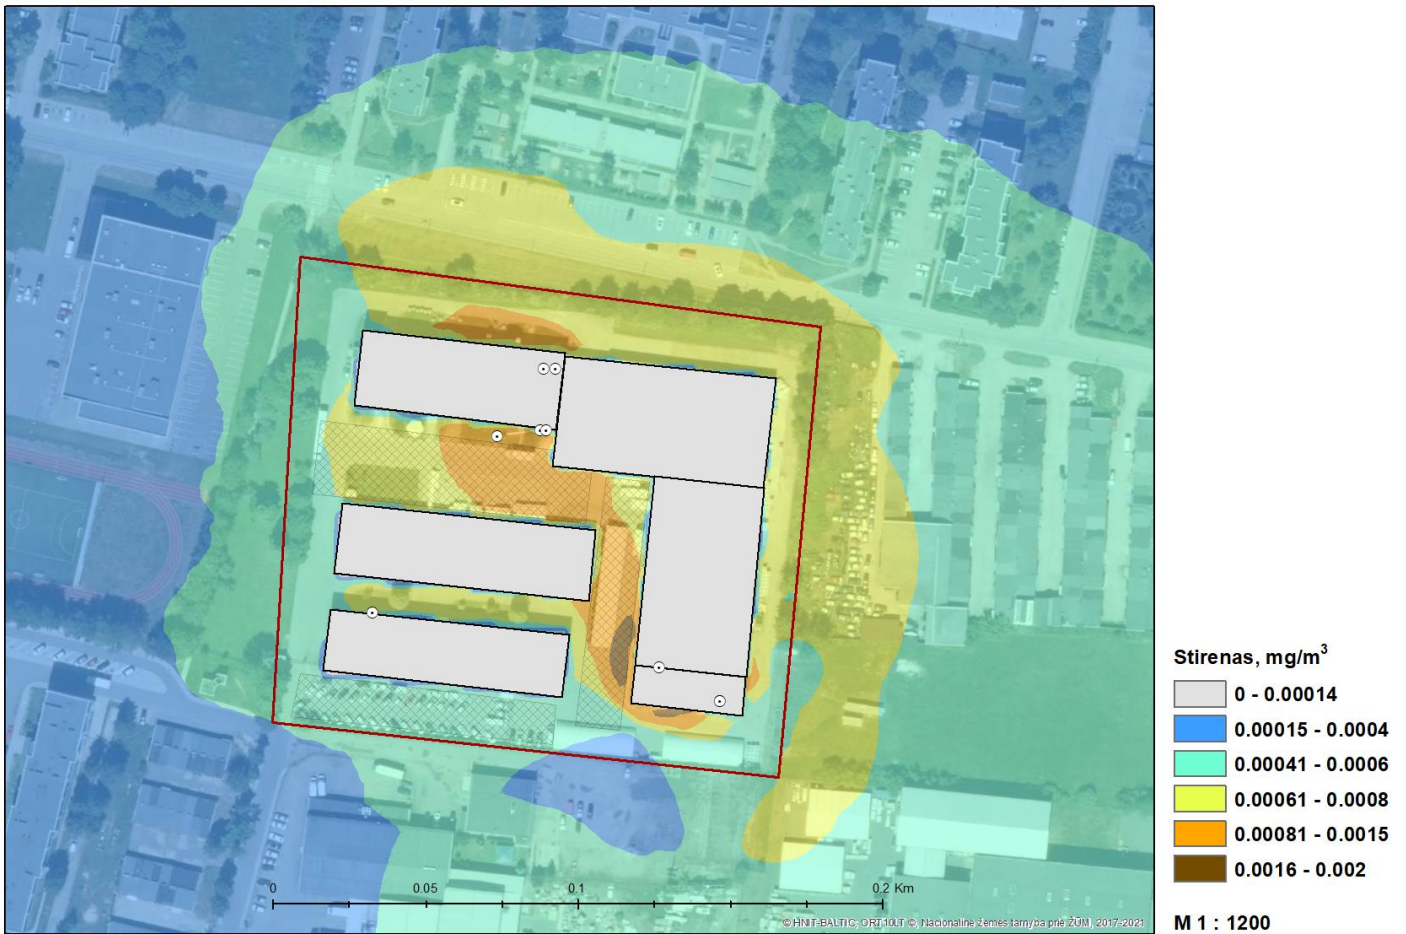 Stirenas, mg/m³
0 - 0.00014
0.00015 - 0.0004
0.00041 - 0.0006
0.00061 - 0.0008
0.00081 - 0.0015
0.0016 - 0.002
0 0.05 0.1 0.2 Km
© HNIT-BALTIC, ORT10LT ©, Nacionalinė žemės tarnyba prie ŽŪM, 2017-2021
M 1 : 1200